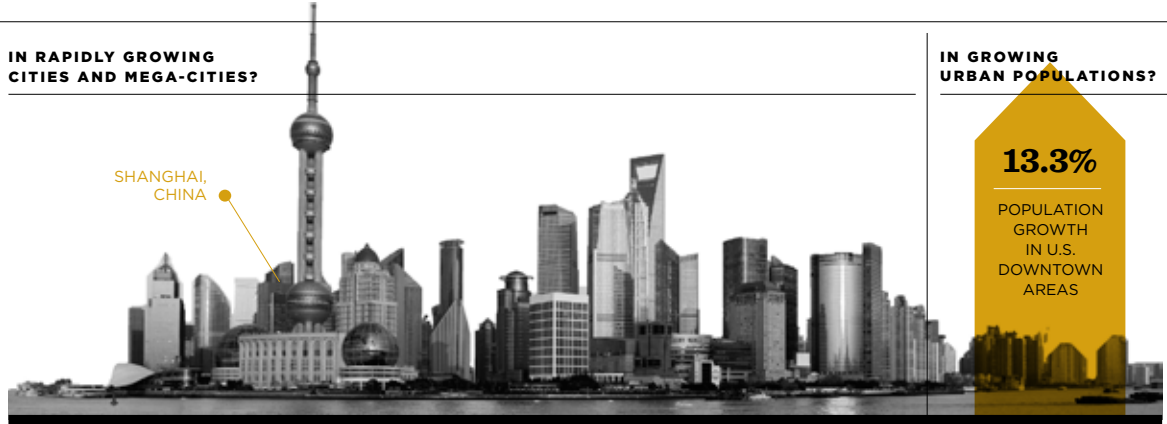 IN RAPIDLY GROWING
CITIES AND MEGA-CITIES?
SHANGHAI,
CHINA
IN GROWING
URBAN POPULATIONS?
13.3%
POPULATION
GROWTH
IN U.S.
DOWNTOWN
AREAS